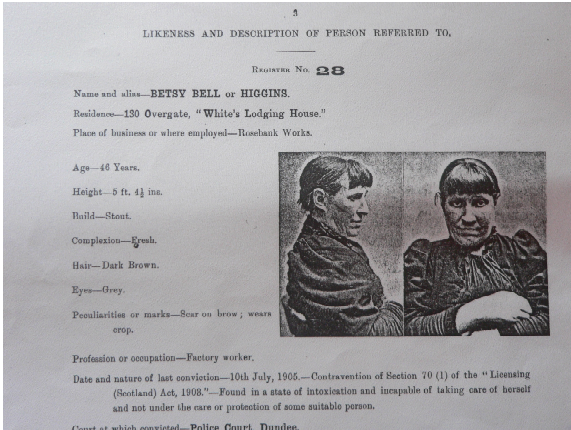 3
LIKENESS AND DESCRIPTION OF PERSON REFERRED TO.
REGISTER No. 28
Name and alias—BETSY BELL or HIGGINS.
Residence—130 Overgate, "White's Lodging House."
Place of business or where employed—Rosebank Works.
Age—46 Years.
Height—5 ft. 4½ ins.
Build—Stout.
Complexion—Fresh.
Hair—Dark Brown.
Eyes—Grey.
Peculiarities or marks—Scar on brow; wears
crop.
Profession or occupation—Factory worker.
Date and nature of last conviction—10th July, 1905.—Contravention of Section 70 (1) of the "Licensing
(Scotland) Act, 1903."—Found in a state of intoxication and incapable of taking care of herself
and not under the care or protection of some suitable person.
Court at which convicted—Police Court, Dundee.